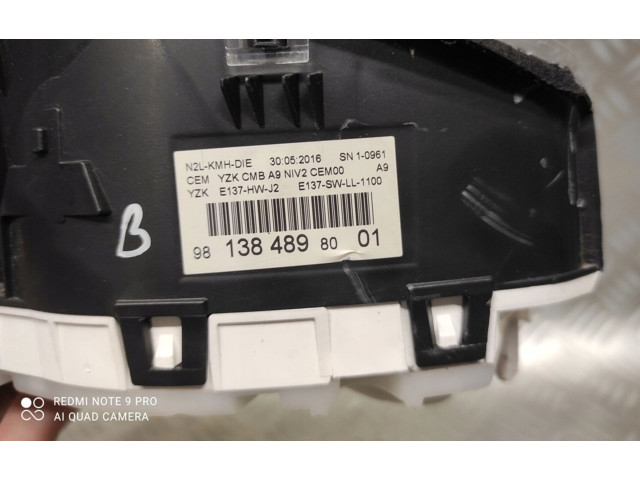 N2L-KMH-DIE 30:05:2016 SN 1-0961
CEM YZK CMB A9 NIV2 CEM00 A9
YZK E137-HW-J2 E137-SW-LL-1100
98 138 489 80 01
B
REDMI NOTE 9 PRO
AI QUAD CAMERA